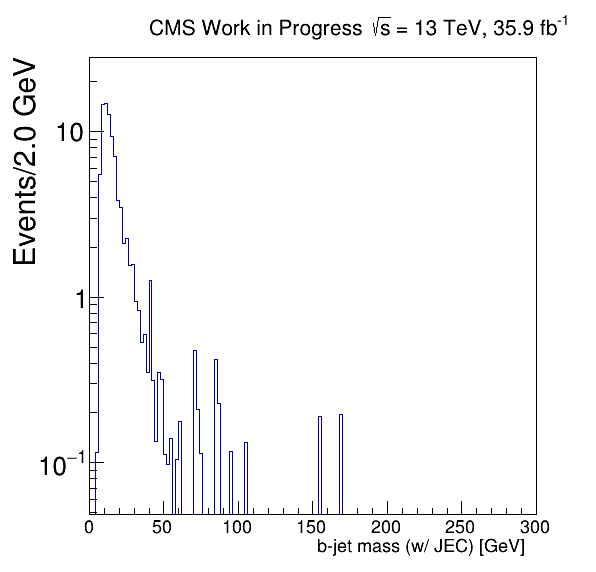 CMS Work in Progress √s = 13 TeV, 35.9 fb⁻¹
Events/2.0 GeV
10
1
10⁻¹
0 50 100 150 200 250 300
b-jet mass (w/ JEC) [GeV]